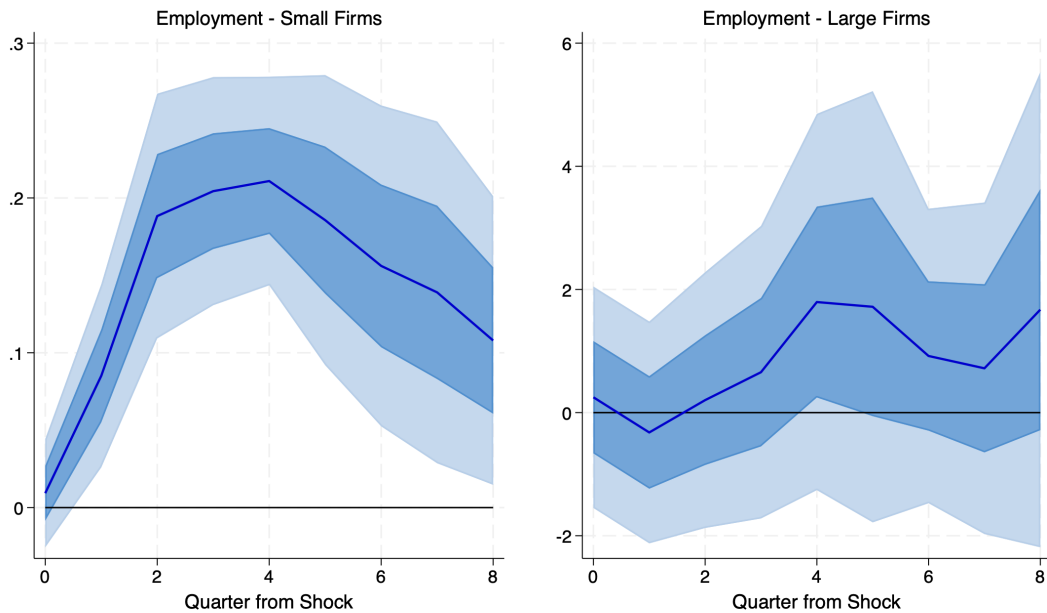 Employment - Small Firms
.3
.2
.1
0
0 2 4 6 8
Quarter from Shock
Employment - Large Firms
6
4
2
0
-2
0 2 4 6 8
Quarter from Shock